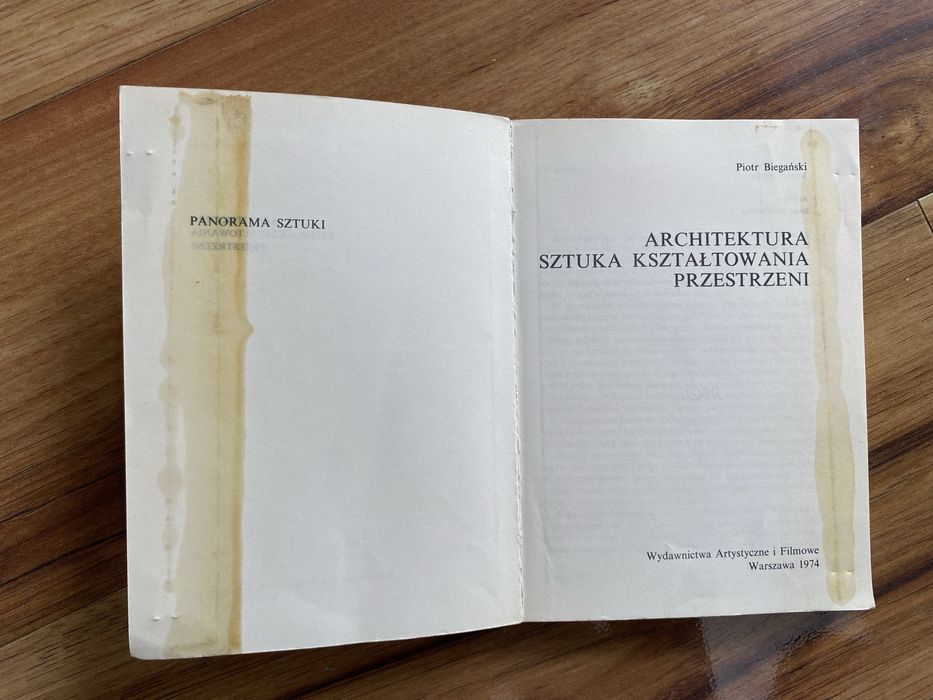 PANORAMA SZTUKI
Piotr Biegański
ARCHITEKTURA
SZTUKA KSZTAŁTOWANIA
PRZESTRZENI
Wydawnictwa Artystyczne i Filmowe
Warszawa 1974